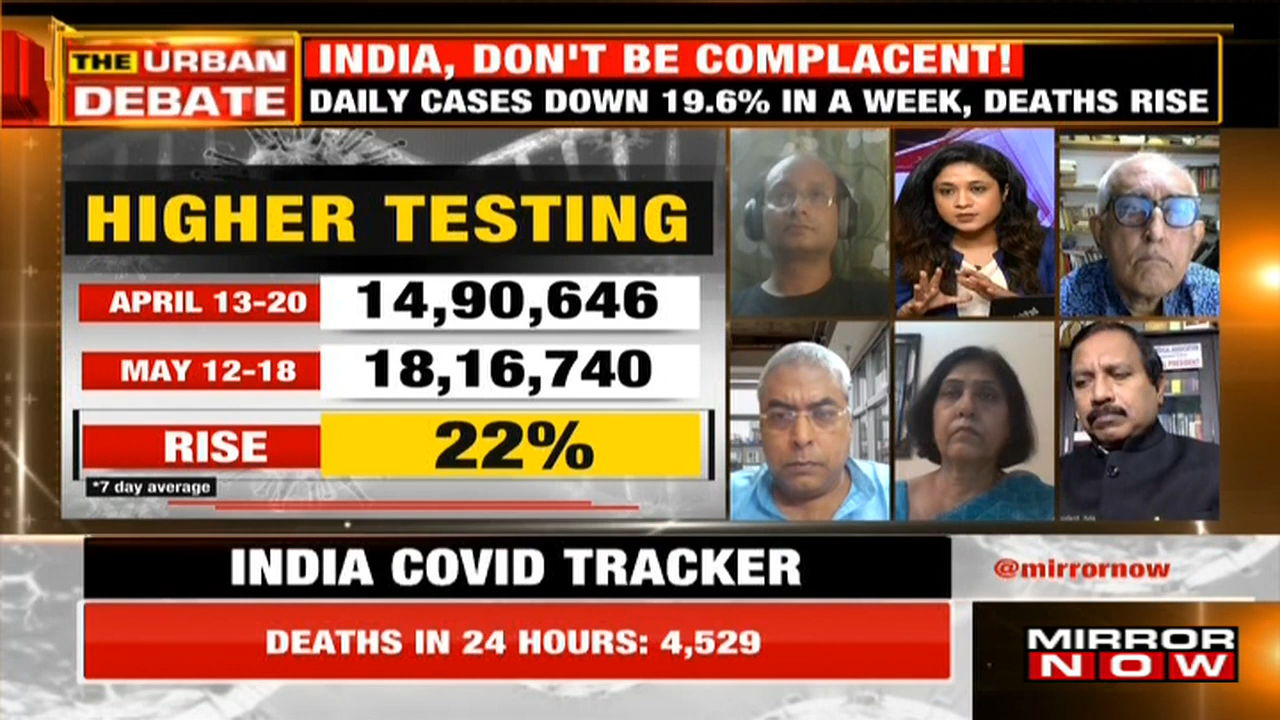 THE URBAN
DEBATE
INDIA, DON'T BE COMPLACENT!
DAILY CASES DOWN 19.6% IN A WEEK, DEATHS RISE
HIGHER TESTING
APRIL 13-20 14,90,646
MAY 12-18 18,16,740
RISE 22%
*7 day average
PRESIDENT
INDIA COVID TRACKER
@mirrornow
DEATHS IN 24 HOURS: 4,529
MIRROR
NOW